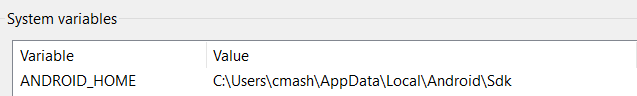 System variables
Variable Value
ANDROID_HOME C:\Users\cmash\AppData\Local\Android\Sdk